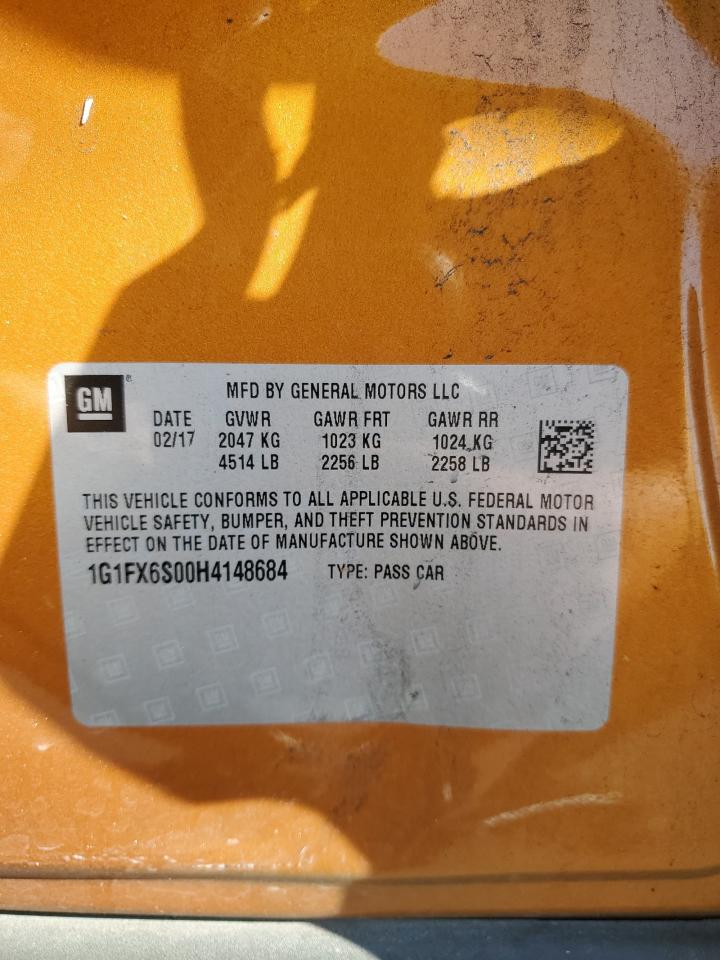 GM®
MFD BY GENERAL MOTORS LLC
DATE GVWR GAWR FRT GAWR RR
02/17 2047 KG 1023 KG 1024 KG
4514 LB 2256 LB 2258 LB
THIS VEHICLE CONFORMS TO ALL APPLICABLE U.S. FEDERAL MOTOR
VEHICLE SAFETY, BUMPER, AND THEFT PREVENTION STANDARDS IN
EFFECT ON THE DATE OF MANUFACTURE SHOWN ABOVE.
1G1FX6S00H4148684 TYPE: PASS CAR